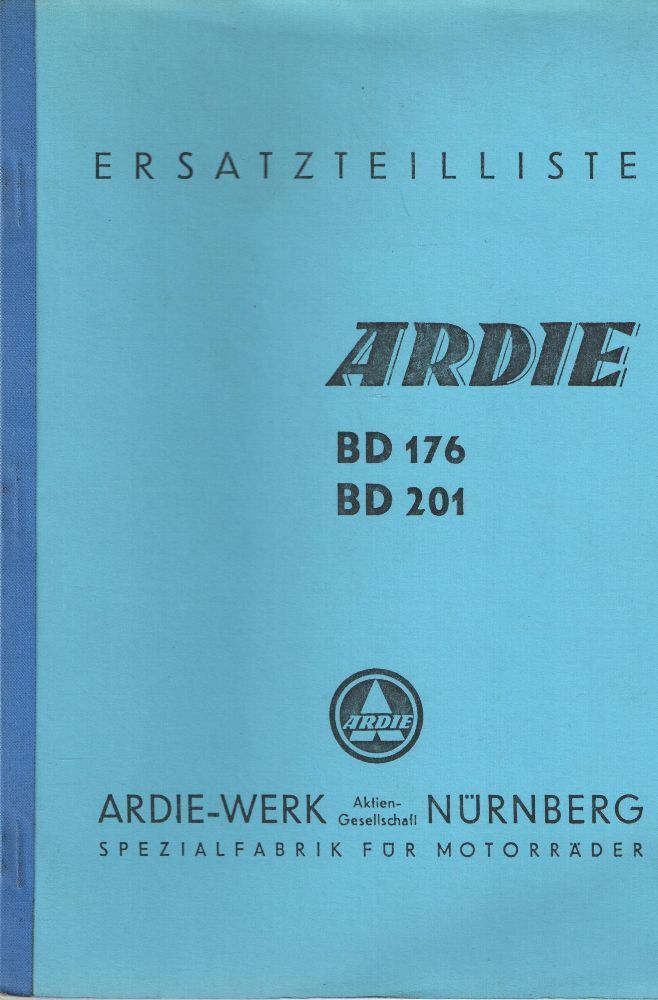 ERSATZTEILLISTE
ARDIE
BD 176
BD 201
ARDIE
ARDIE-WERK Aktien-Gesellschaft NÜRNBERG
SPEZIALFABRIK FÜR MOTORRÄDER